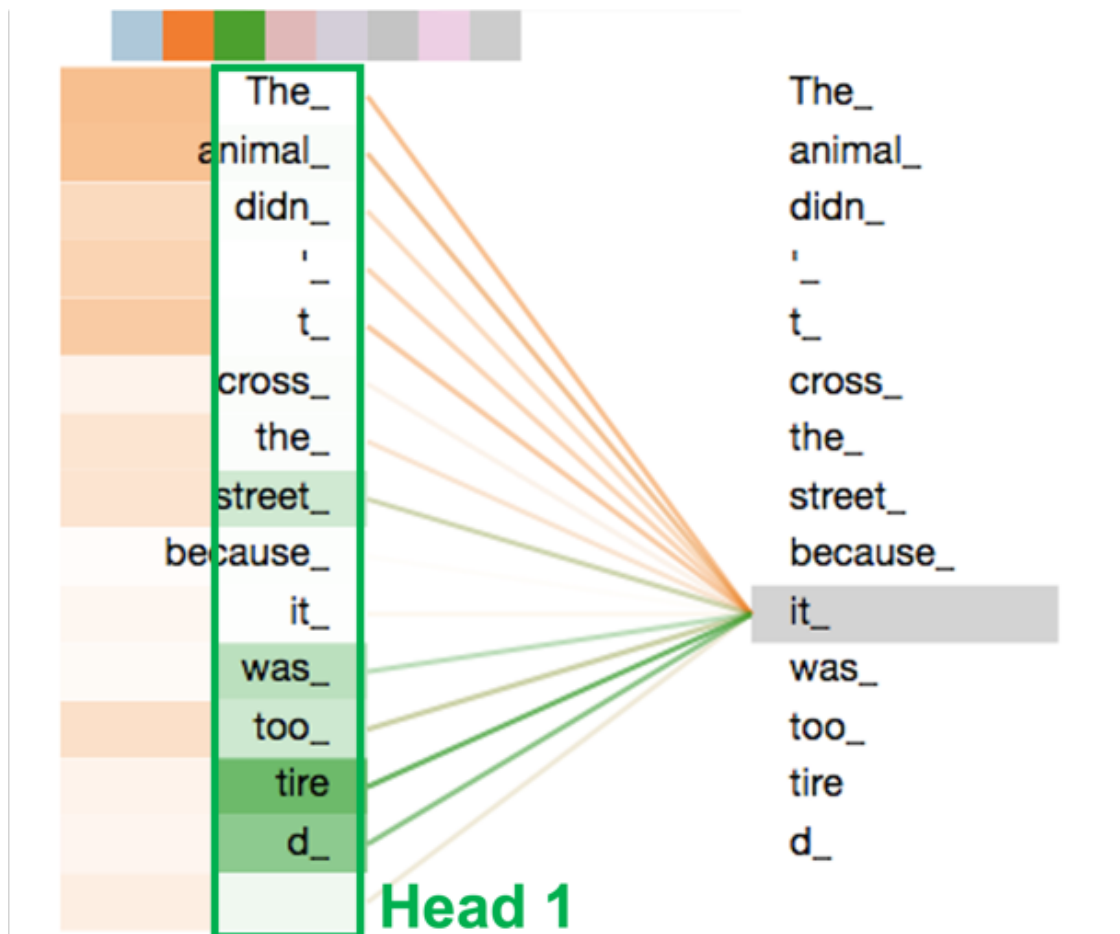 The_ The_
animal_ animal_
didn_ didn_
'_ '_
t_ t_
cross_ cross_
the_ the_
street_ street_
because_ because_
it_ it_
was_ was_
too_ too_
tire tire
d_ d_
Head 1